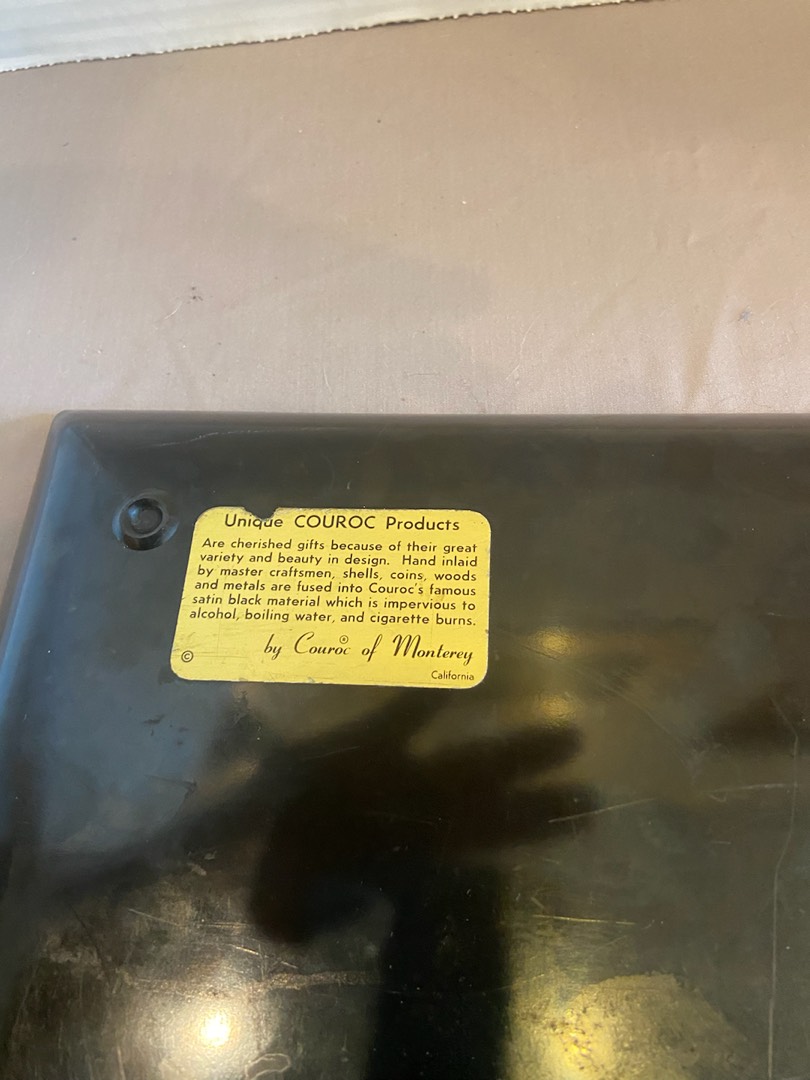 Unique COUROC Products
Are cherished gifts because of their great
variety and beauty in design. Hand inlaid
by master craftsmen, shells, coins, woods
and metals are fused into Couroc's famous
satin black material which is impervious to
alcohol, boiling water, and cigarette burns.
© by Couroc® of Monterey
California